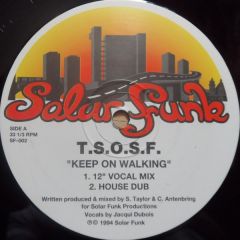 Solar Funk
SIDE A
33 1/3 RPM
SF-002
T.S.O.S.F.
"KEEP ON WALKING"
1. 12" VOCAL MIX
2. HOUSE DUB
Written produced & mixed by S. Taylor & C. Antenbring
for Solar Funk Productions
Vocals by Jacqui Dubois
℗ © 1994 Solar Funk